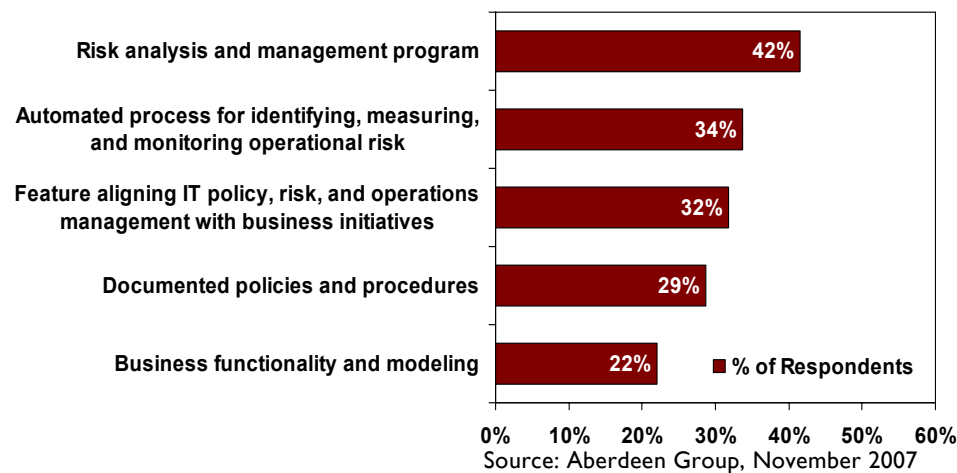 Risk analysis and management program
42%
Automated process for identifying, measuring,
and monitoring operational risk
34%
Feature aligning IT policy, risk, and operations
management with business initiatives
32%
Documented policies and procedures
29%
Business functionality and modeling
22%
% of Respondents
0% 10% 20% 30% 40% 50% 60%
Source: Aberdeen Group, November 2007